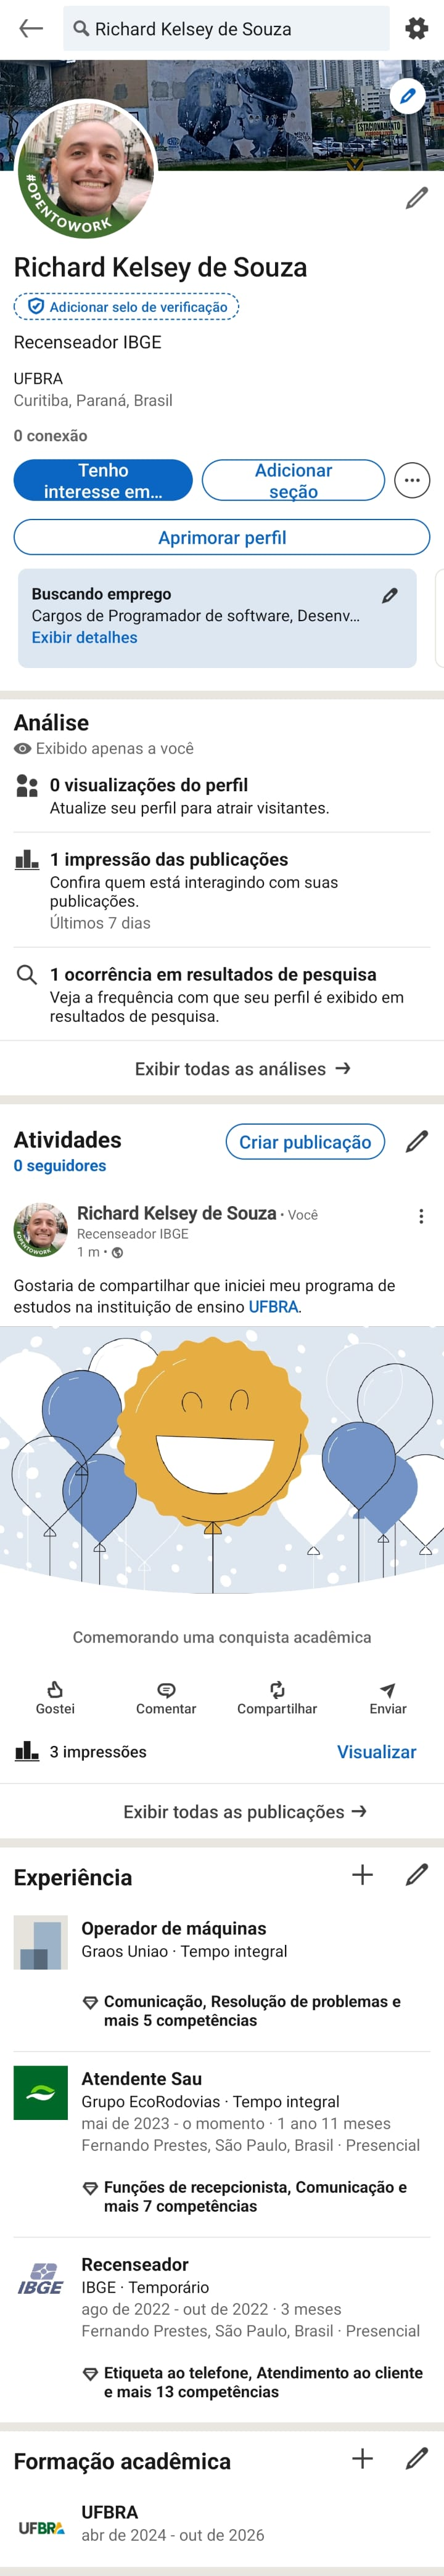 Richard Kelsey de Souza
ESTACIONAMENTO
#OPENTOWORK
Richard Kelsey de Souza
Adicionar selo de verificação
Recenseador IBGE
UFBRA
Curitiba, Paraná, Brasil
0 conexão
Tenho
interesse em...
Adicionar
seção
Aprimorar perfil
Buscando emprego
Cargos de Programador de software, Desenv...
Exibir detalhes
Análise
Exibido apenas a você
0 visualizações do perfil
Atualize seu perfil para atrair visitantes.
1 impressão das publicações
Confira quem está interagindo com suas
publicações.
Últimos 7 dias
1 ocorrência em resultados de pesquisa
Veja a frequência com que seu perfil é exibido em
resultados de pesquisa.
Exibir todas as análises →
Atividades
Criar publicação
0 seguidores
Richard Kelsey de Souza · Você
Recenseador IBGE
1 m •
#OPENTOWORK
Gostaria de compartilhar que iniciei meu programa de
estudos na instituição de ensino UFBRA.
Comemorando uma conquista acadêmica
Gostei
Comentar
Compartilhar
Enviar
3 impressões
Visualizar
Exibir todas as publicações →
Experiência
Operador de máquinas
Graos Uniao · Tempo integral
Comunicação, Resolução de problemas e
mais 5 competências
Atendente Sau
Grupo EcoRodovias · Tempo integral
mai de 2023 - o momento · 1 ano 11 meses
Fernando Prestes, São Paulo, Brasil · Presencial
Funções de recepcionista, Comunicação e
mais 7 competências
Recenseador
IBGE
IBGE · Temporário
ago de 2022 - out de 2022 · 3 meses
Fernando Prestes, São Paulo, Brasil · Presencial
Etiqueta ao telefone, Atendimento ao cliente
e mais 13 competências
Formação acadêmica
UFBRA
UFBRA
abr de 2024 - out de 2026